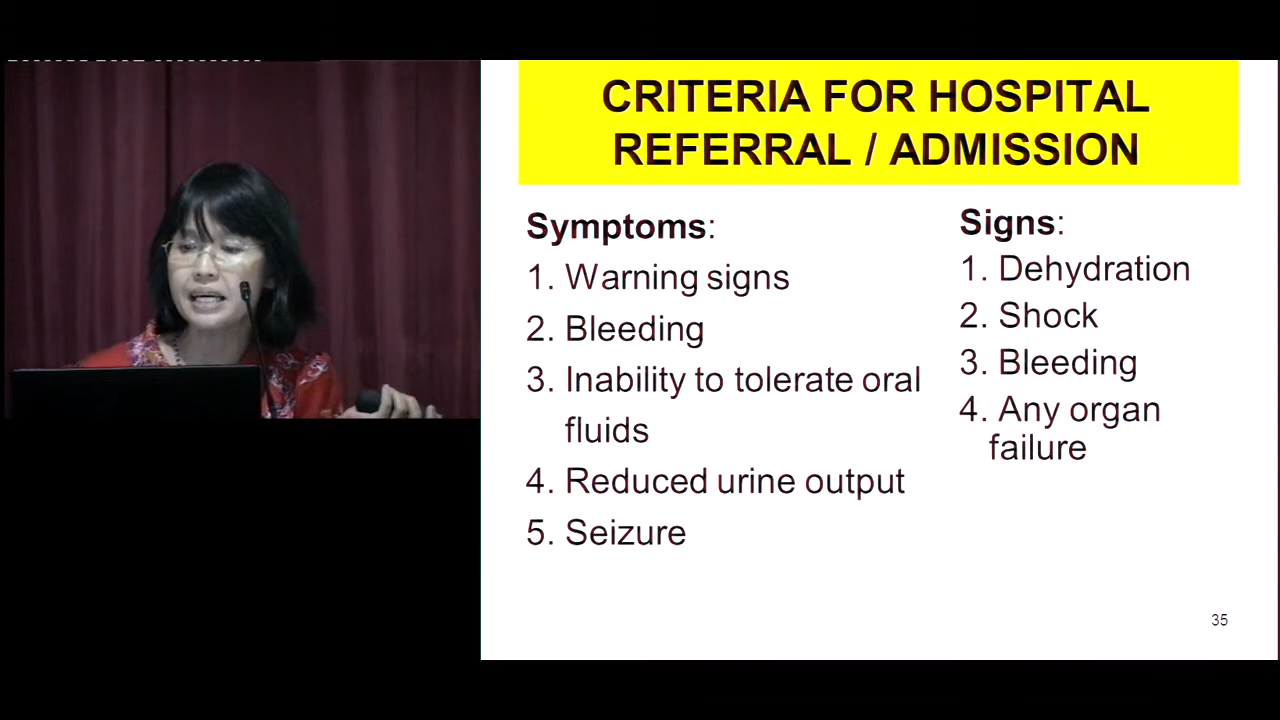 CRITERIA FOR HOSPITAL
REFERRAL / ADMISSION
Symptoms:
1. Warning signs
2. Bleeding
3. Inability to tolerate oral
fluids
4. Reduced urine output
5. Seizure
Signs:
1. Dehydration
2. Shock
3. Bleeding
4. Any organ
failure
35